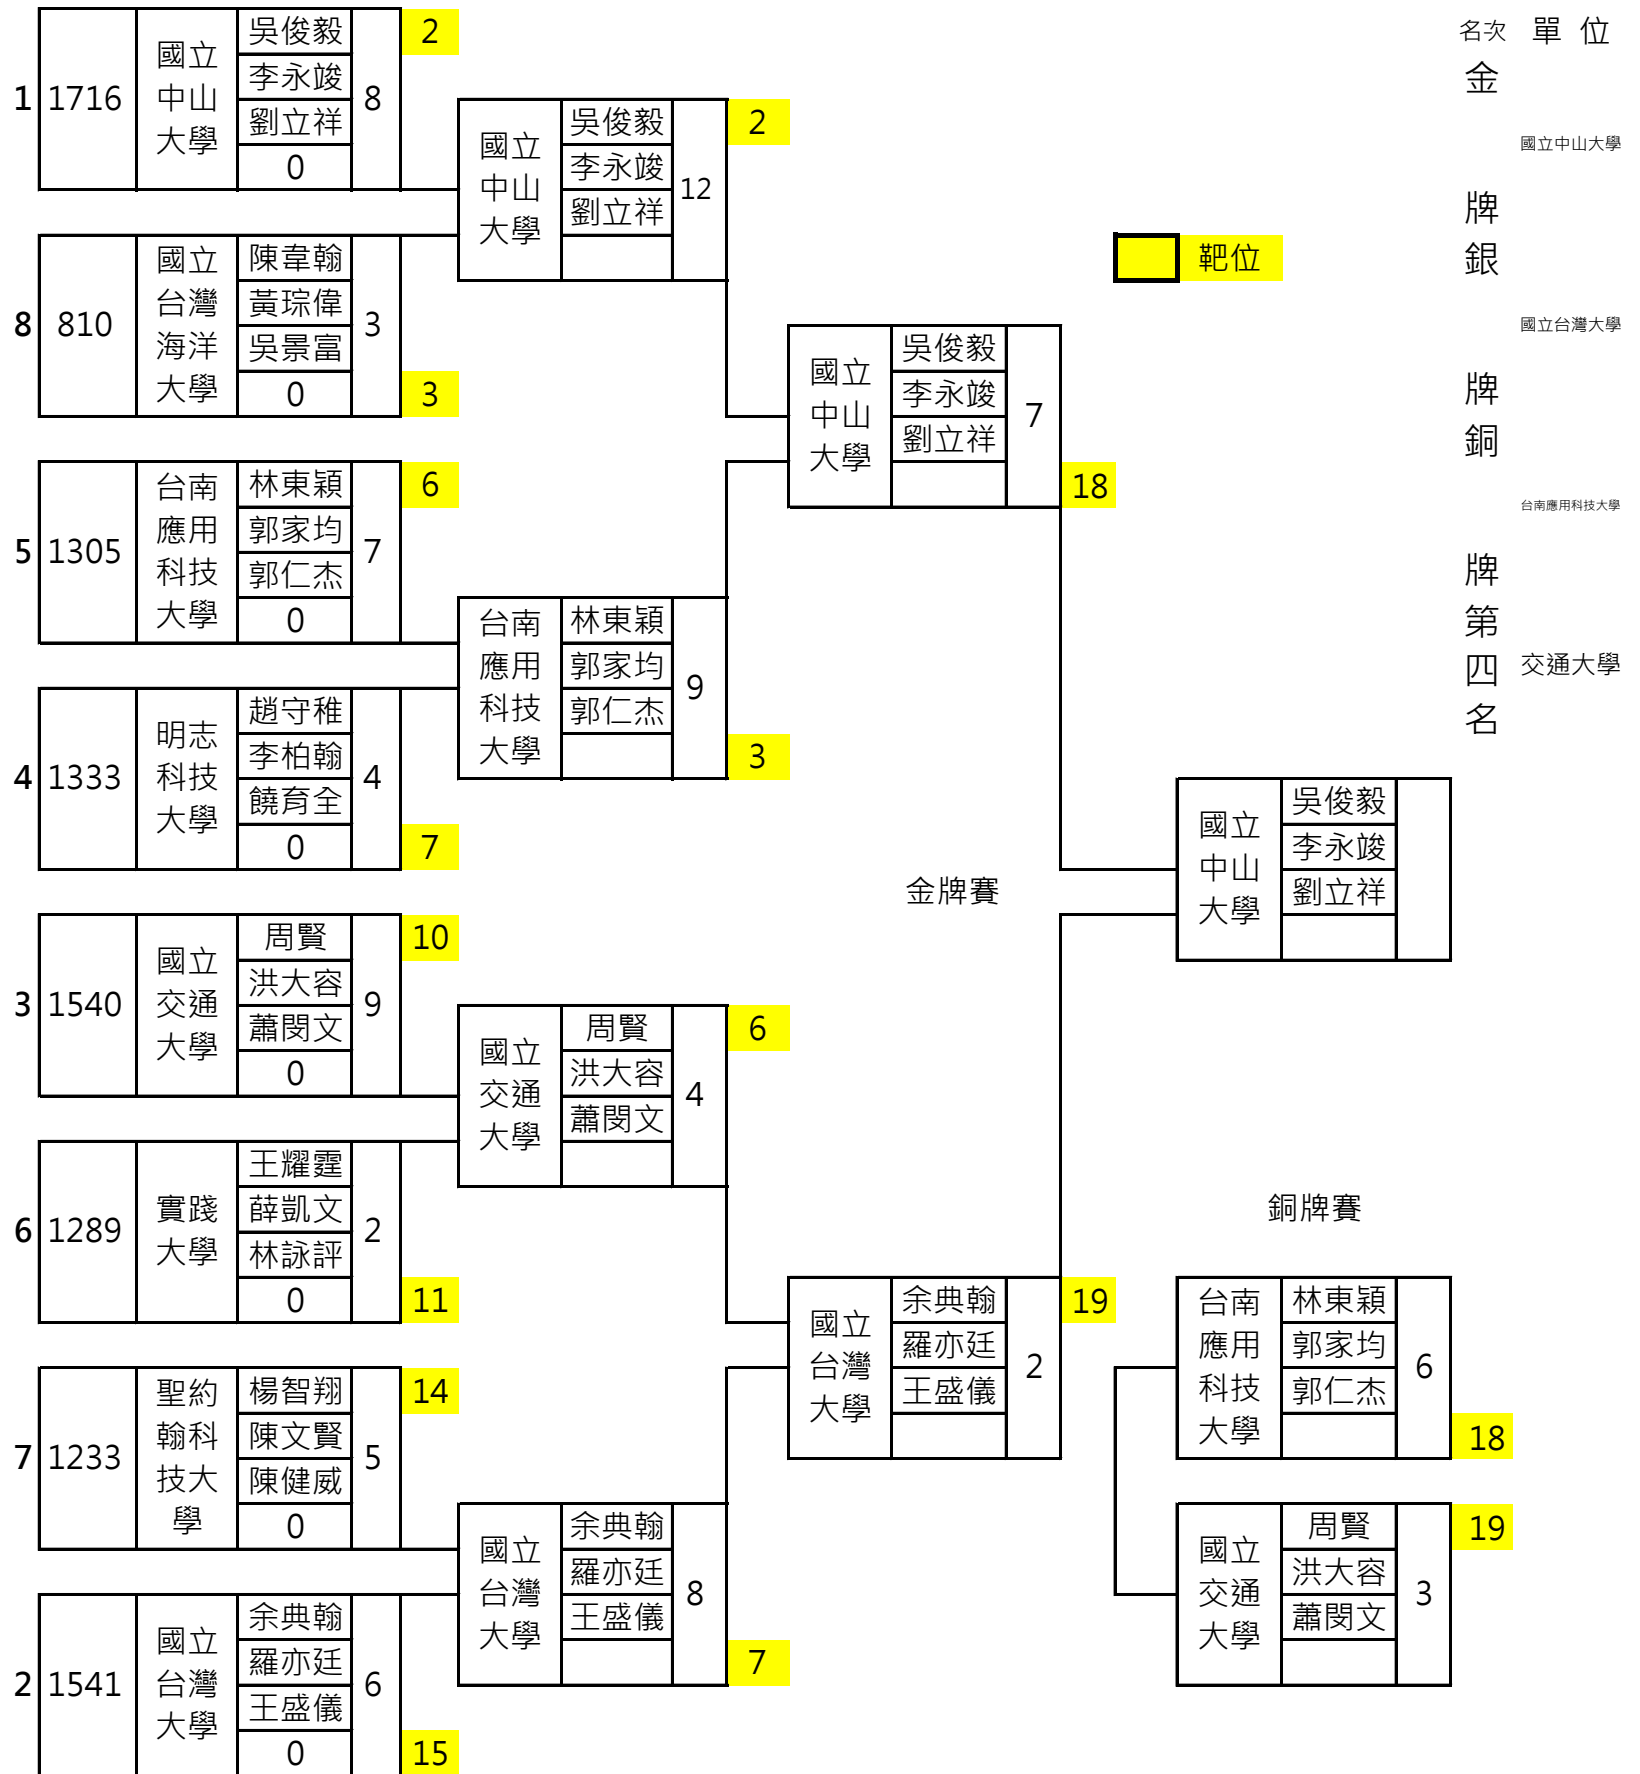 名次 單 位
金
國立中山大學
牌
銀
國立台灣大學
牌
銅
台南應用科技大學
牌
第
四
名
交通大學
靶位
1 1716
國立
中山
大學
吳俊毅
李永竣
劉立祥
0
8
2
8 810
國立
台灣
海洋
大學
陳韋翰
黃琮偉
吳景富
0
3
3
5 1305
台南
應用
科技
大學
林東穎
郭家均
郭仁杰
0
7
6
4 1333
明志
科技
大學
趙守稚
李柏翰
饒育全
0
4
7
3 1540
國立
交通
大學
周賢
洪大容
蕭閔文
0
9
10
6 1289
實踐
大學
王耀霆
薛凱文
林詠評
0
2
11
7 1233
聖約
翰科
技大
學
楊智翔
陳文賢
陳健威
0
5
14
2 1541
國立
台灣
大學
余典翰
羅亦廷
王盛儀
0
6
15
國立
中山
大學
吳俊毅
李永竣
劉立祥
12
2
台南
應用
科技
大學
林東穎
郭家均
郭仁杰
9
3
國立
交通
大學
周賢
洪大容
蕭閔文
4
6
國立
台灣
大學
余典翰
羅亦廷
王盛儀
8
7
國立
中山
大學
吳俊毅
李永竣
劉立祥
7
18
金牌賽
國立
台灣
大學
余典翰
羅亦廷
王盛儀
2
19
國立
中山
大學
吳俊毅
李永竣
劉立祥
銅牌賽
台南
應用
科技
大學
林東穎
郭家均
郭仁杰
6
18
國立
交通
大學
周賢
洪大容
蕭閔文
3
19